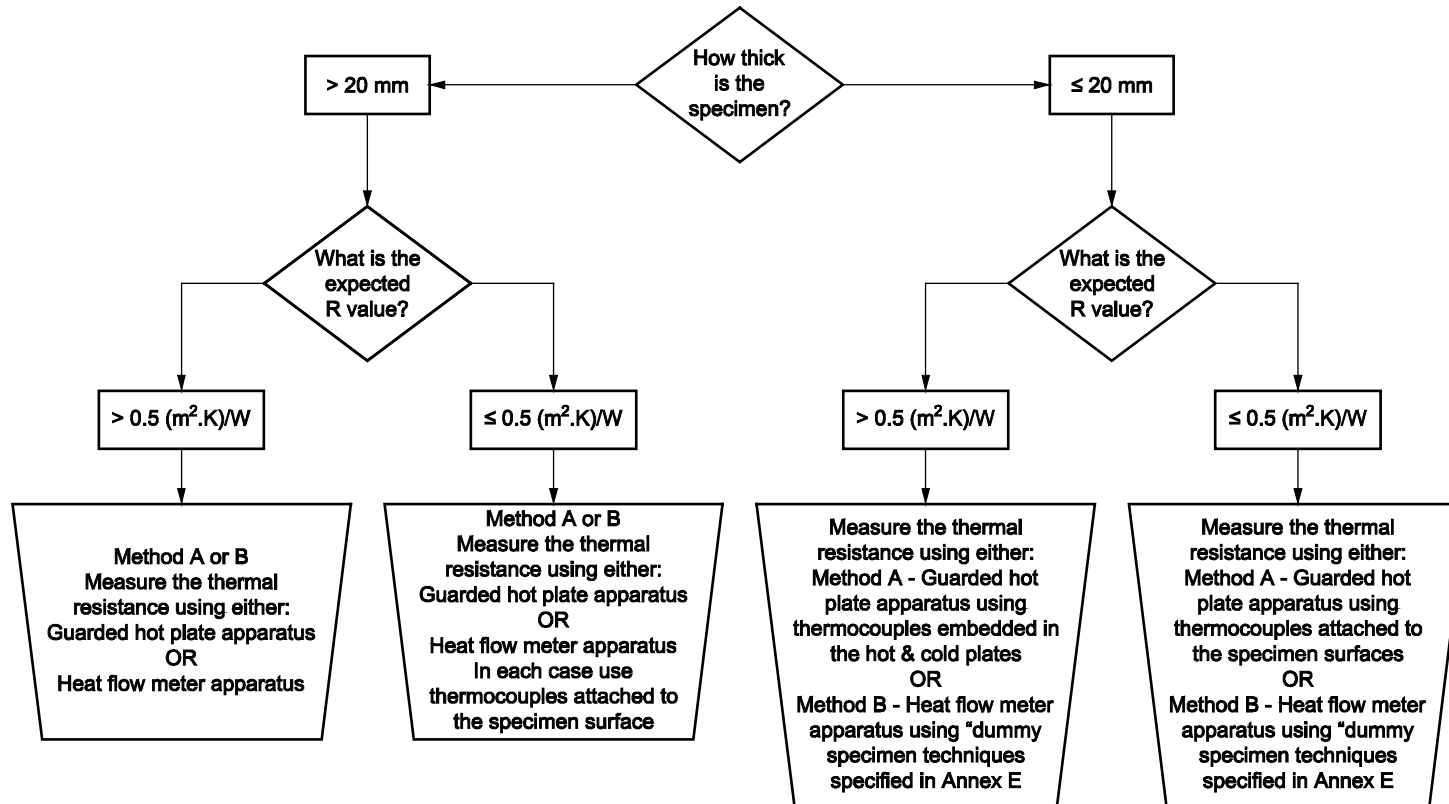 How thick
is the
specimen?
> 20 mm
≤ 20 mm
What is the
expected
R value?
What is the
expected
R value?
> 0.5 (m².K)/W
≤ 0.5 (m².K)/W
> 0.5 (m².K)/W
≤ 0.5 (m².K)/W
Method A or B
Measure the thermal
resistance using either:
Guarded hot plate apparatus
OR
Heat flow meter apparatus
Method A or B
Measure the thermal
resistance using either:
Guarded hot plate apparatus
OR
Heat flow meter apparatus
In each case use
thermocouples attached to
the specimen surface
Measure the thermal
resistance using either:
Method A - Guarded hot
plate apparatus using
thermocouples embedded in
the hot & cold plates
OR
Method B - Heat flow meter
apparatus using “dummy
specimen techniques
specified in Annex E
Measure the thermal
resistance using either:
Method A - Guarded hot
plate apparatus using
thermocouples attached to
the specimen surfaces
OR
Method B - Heat flow meter
apparatus using “dummy
specimen techniques
specified in Annex E